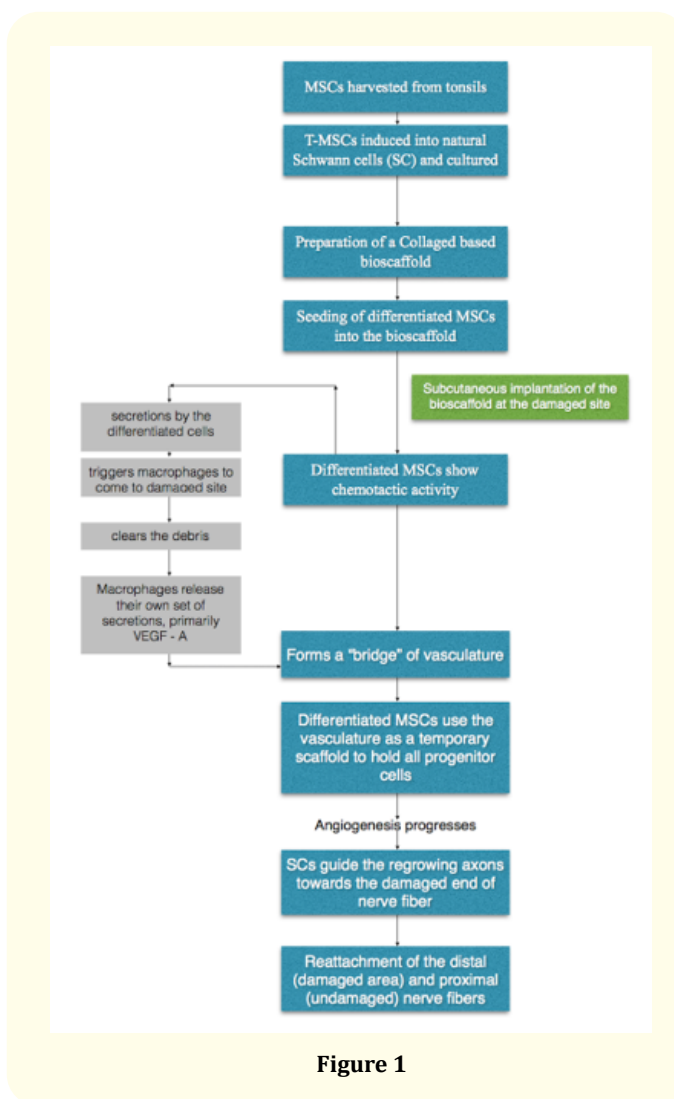 MSCs harvested from tonsils
T-MSCs induced into natural
Schwann cells (SC) and cultured
Preparation of a Collaged based
bioscaffold
Seeding of differentiated MSCs
into the bioscaffold
Subcutaneous implantation of the
bioscaffold at the damaged site
Differentiated MSCs show
chemotactic activity
secretions by the
differentiated cells
triggers macrophages to
come to damaged site
clears the debris
Macrophages release
their own set of
secretions, primarily
VEGF - A
Forms a "bridge" of vasculature
Differentiated MSCs use the
vasculature as a temporary
scaffold to hold all progenitor
cells
Angiogenesis progresses
SCs guide the regrowing axons
towards the damaged end of
nerve fiber
Reattachment of the distal
(damaged area) and proximal
(undamaged) nerve fibers
Figure 1